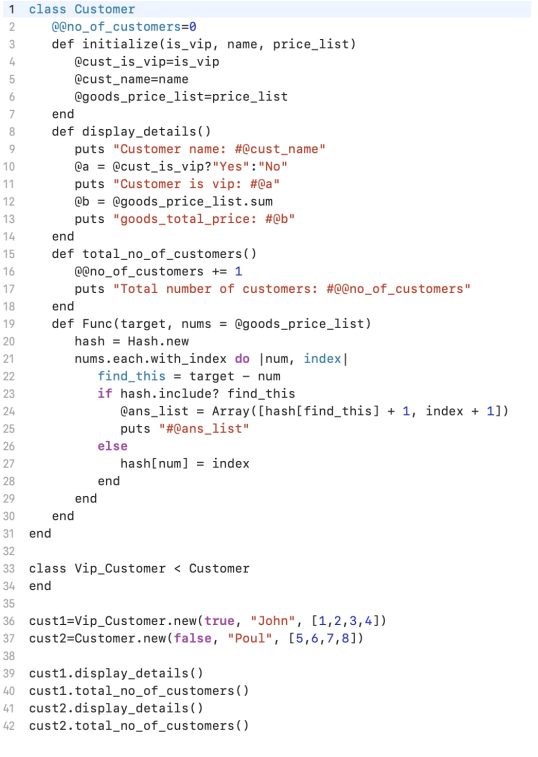 1 class Customer
2 @@no_of_customers=0
3 def initialize(is_vip, name, price_list)
4 @cust_is_vip=is_vip
5 @cust_name=name
6 @goods_price_list=price_list
7 end
8 def display_details()
9 puts "Customer name: #@cust_name"
10 @a = @cust_is_vip?"Yes":"No"
11 puts "Customer is vip: #@a"
12 @b = @goods_price_list.sum
13 puts "goods_total_price: #@b"
14 end
15 def total_no_of_customers()
16 @@no_of_customers += 1
17 puts "Total number of customers: #@@no_of_customers"
18 end
19 def Func(target, nums = @goods_price_list)
20 hash = Hash.new
21 nums.each.with_index do |num, index|
22 find_this = target - num
23 if hash.include? find_this
24 @ans_list = Array([hash[find_this] + 1, index + 1])
25 puts "#@ans_list"
26 else
27 hash[num] = index
28 end
29 end
30 end
31 end
32
33 class Vip_Customer < Customer
34 end
35
36 cust1=Vip_Customer.new(true, "John", [1,2,3,4])
37 cust2=Customer.new(false, "Poul", [5,6,7,8])
38
39 cust1.display_details()
40 cust1.total_no_of_customers()
41 cust2.display_details()
42 cust2.total_no_of_customers()